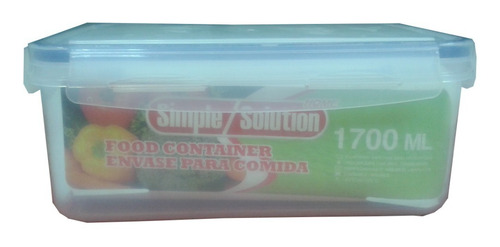 Simple/Solution
FOOD CONTAINER
ENVASE PARA COMIDA
1700 ML